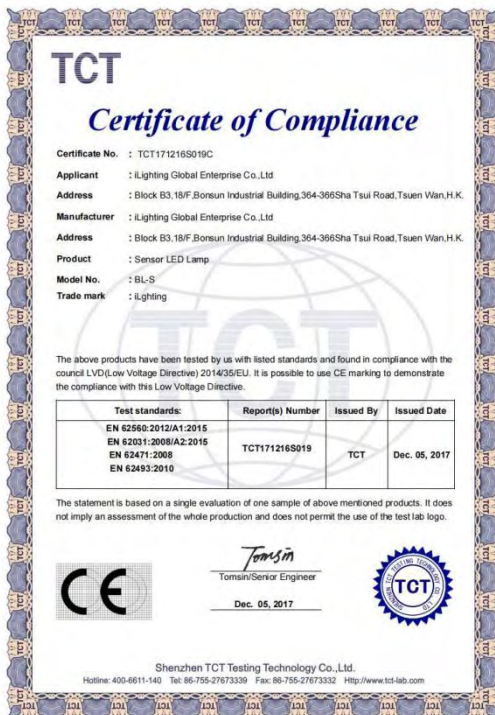 TCT
Certificate of Compliance
Certificate No. : TCT171216S019C
Applicant : iLighting Global Enterprise Co.,Ltd
Address : Block B3,18/F,Bonsun Industrial Building,364-366Sha Tsui Road,Tsuen Wan,H.K.
Manufacturer : iLighting Global Enterprise Co.,Ltd
Address : Block B3,18/F,Bonsun Industrial Building,364-366Sha Tsui Road,Tsuen Wan,H.K.
Product : Sensor LED Lamp
Model No. : BL-S
Trade mark : iLghting
TCT
The above products have been tested by us with listed standards and found in compliance with the
council LVD(Low Voltage Directive) 2014/35/EU. It is possible to use CE marking to demonstrate
the compliance with this Low Voltage Directive.
Test standards: Report(s) Number Issued By Issued Date
EN 62560:2012/A1:2015
EN 62031:2008/A2:2015
EN 62471:2008
EN 62493:2010
TCT171216S019 TCT Dec. 05, 2017
The statement is based on a single evaluation of one sample of above mentioned products. It does
not imply an assessment of the whole production and does not permit the use of the test lab logo.
CE
Tomsin
Tomsin/Senior Engineer
Dec. 05, 2017
SHENZHEN TCT TESTING TECHNOLOGY CO., LTD
TCT
Shenzhen TCT Testing Technology Co.,Ltd.
Hotline: 400-6611-140 Tel: 86-755-27673339 Fax: 86-755-27673332 Http://www.tct-lab.com